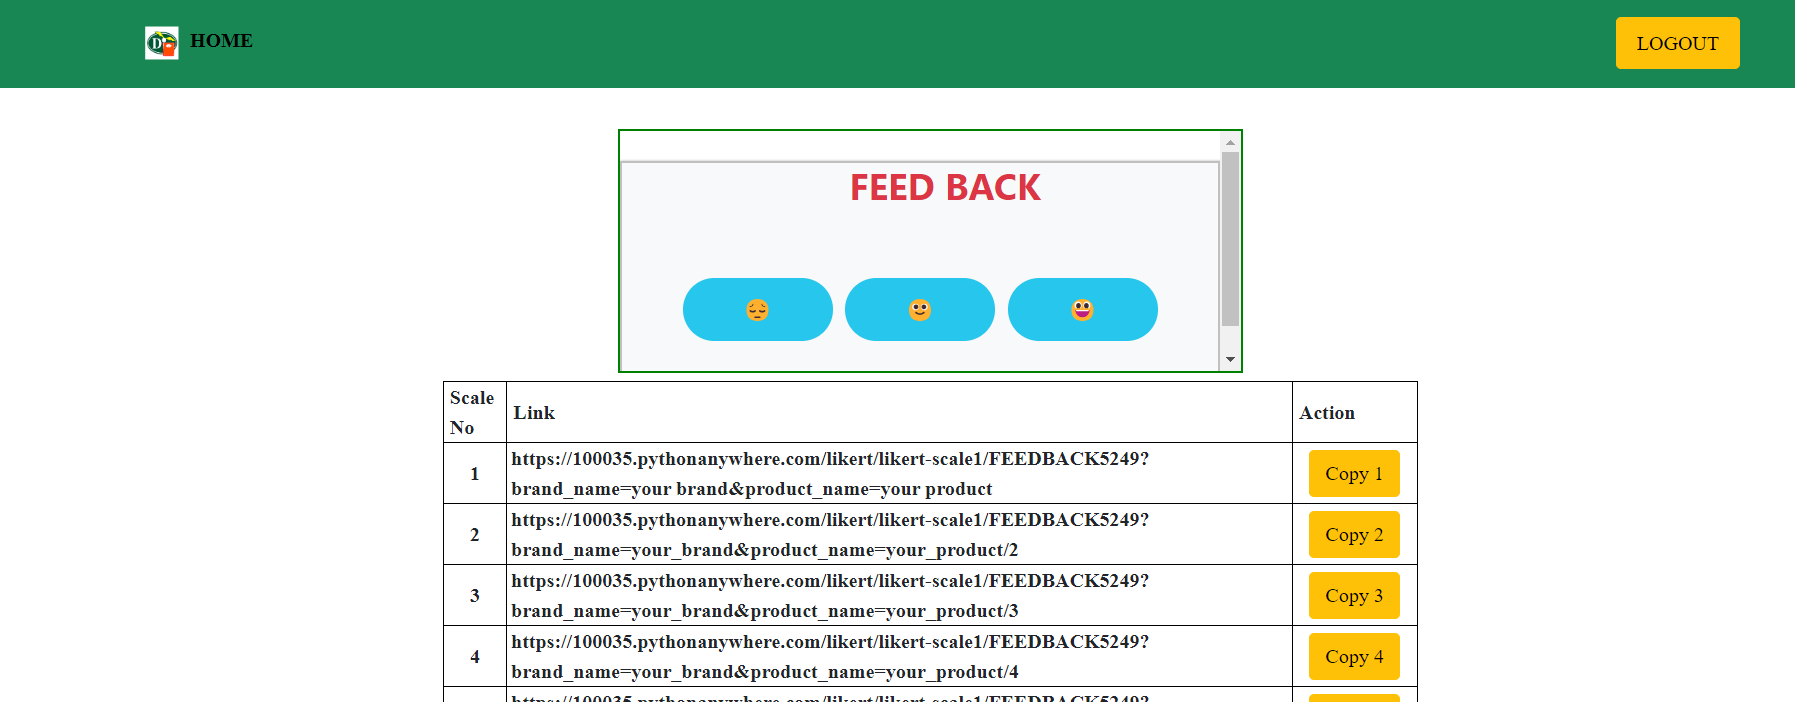 D
HOME
LOGOUT
FEED BACK
Scale
No
Link
Action
1
https://100035.pythonanywhere.com/likert/likert-scale1/FEEDBACK5249?
brand_name=your brand&product_name=your product
Copy 1
2
https://100035.pythonanywhere.com/likert/likert-scale1/FEEDBACK5249?
brand_name=your_brand&product_name=your_product/2
Copy 2
3
https://100035.pythonanywhere.com/likert/likert-scale1/FEEDBACK5249?
brand_name=your_brand&product_name=your_product/3
Copy 3
4
https://100035.pythonanywhere.com/likert/likert-scale1/FEEDBACK5249?
brand_name=your_brand&product_name=your_product/4
Copy 4